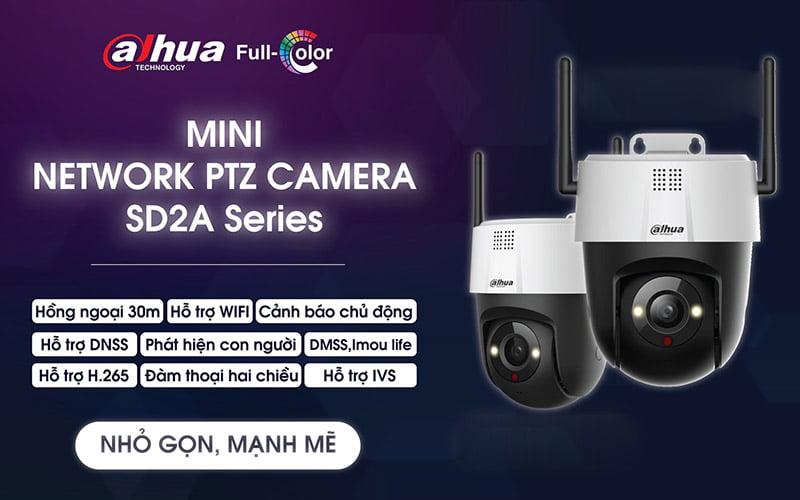 alhua
TECHNOLOGY
Full-Color
MINI
NETWORK PTZ CAMERA
SD2A Series
Hồng ngoại 30m
Hỗ trợ WIFI
Cảnh báo chủ động
Hỗ trợ DNSS
Phát hiện con người
DMSS,Imou life
Hỗ trợ H.265
Đàm thoại hai chiều
Hỗ trợ IVS
NHỎ GỌN, MẠNH MẼ
alhua
alhua